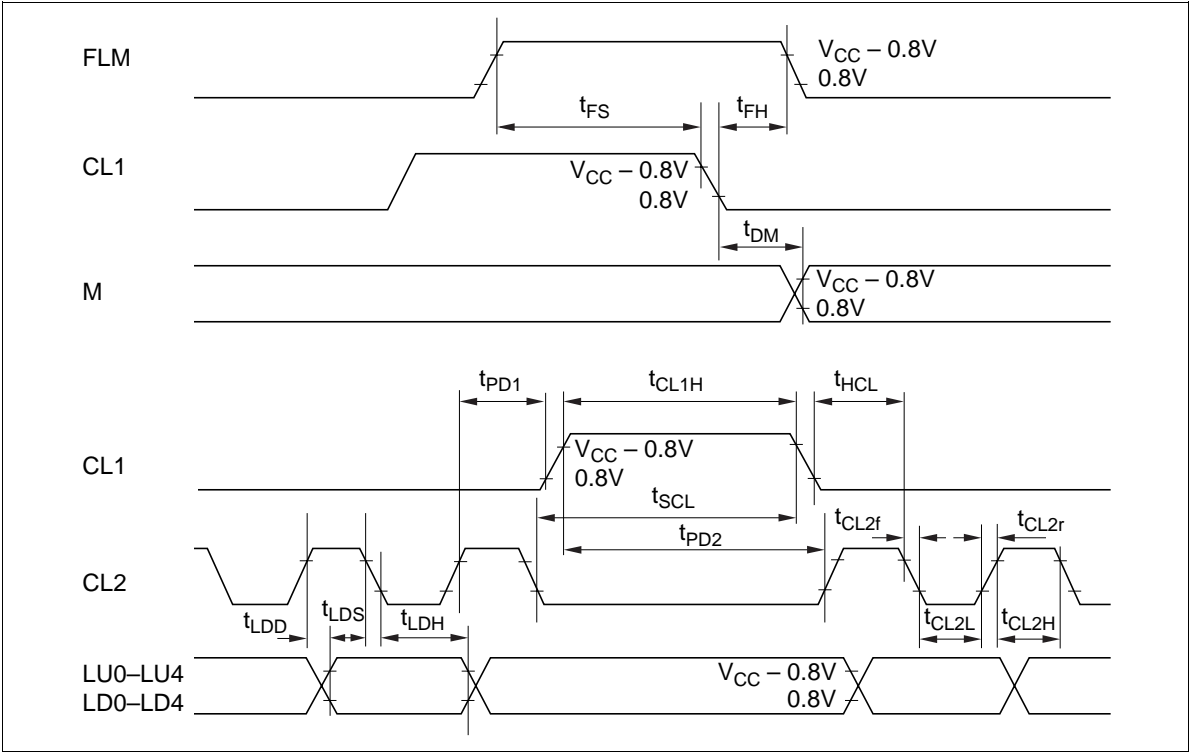 FLM
V_CC – 0.8V
0.8V
t_FS
t_FH
CL1
V_CC – 0.8V
0.8V
t_DM
M
V_CC – 0.8V
0.8V
t_PD1
t_CL1H
t_HCL
CL1
V_CC – 0.8V
0.8V
t_SCL
t_CL2f
t_CL2r
t_PD2
CL2
t_LDD
t_LDS
t_LDH
t_CL2L
t_CL2H
LU0–LU4
LD0–LD4
V_CC – 0.8V
0.8V